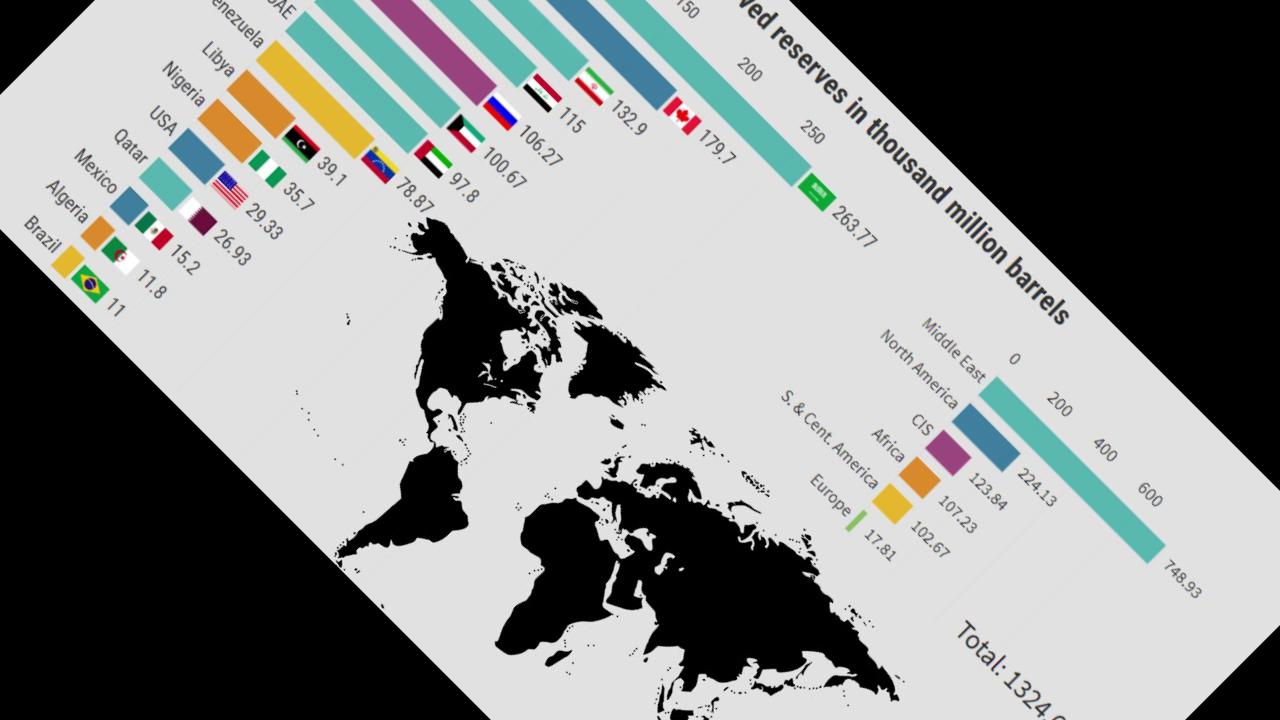 ved reserves in thousand million barrels
150
200
250
263.77
179.7
132.9
115
106.27
100.67
UAE
97.8
enezuela
78.87
Libya
39.1
Nigeria
35.7
USA
29.33
Qatar
26.93
Mexico
15.2
Algeria
11.8
Brazil
11
0
200
400
600
Middle East
748.93
North America
224.13
CIS
123.84
Africa
107.23
S. & Cent. America
102.67
Europe
17.81
Total: 1324.